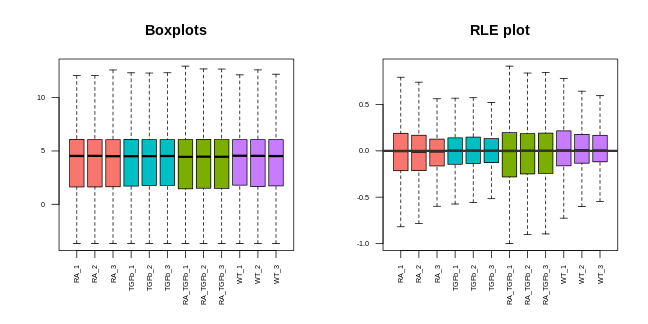 Boxplots
10
5
0
RA_1
RA_2
RA_3
TGFb_1
TGFb_2
TGFb_3
RA_TGFb_1
RA_TGFb_2
RA_TGFb_3
WT_1
WT_2
WT_3
RLE plot
0.5
0.0
-0.5
-1.0
RA_1
RA_2
RA_3
TGFb_1
TGFb_2
TGFb_3
RA_TGFb_1
RA_TGFb_2
RA_TGFb_3
WT_1
WT_2
WT_3